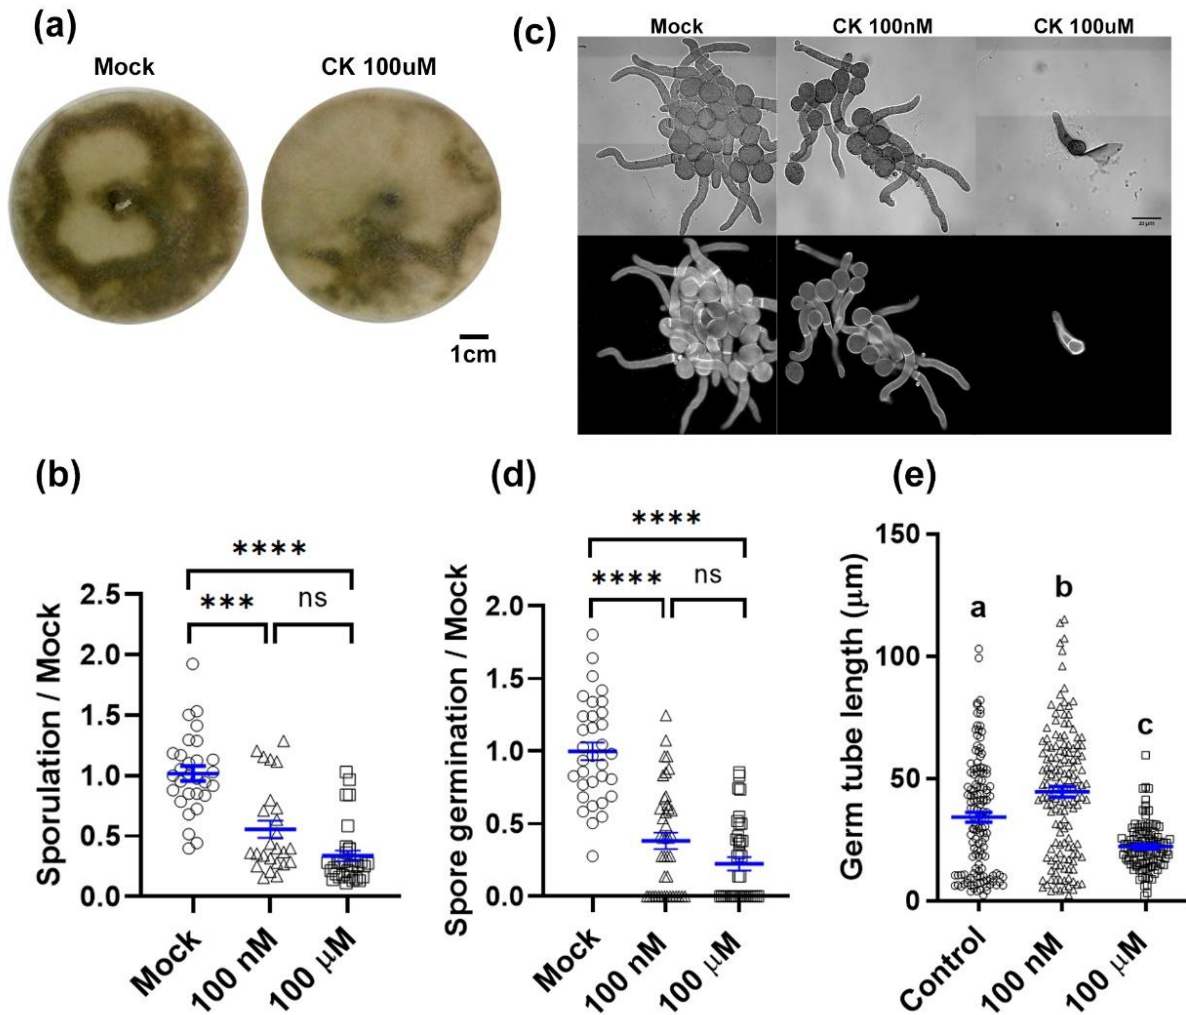 (a)
Mock CK 100uM
1cm
(c)
Mock CK 100nM CK 100uM
20 µm
(b)
Sporulation / Mock
2.5
2.0
1.5
1.0
0.5
0.0
****
*** ns
Mock 100 nM 100 μM
(d)
Spore germination / Mock
2.0
1.5
1.0
0.5
0.0
****
**** ns
Mock 100 nM 100 μM
(e)
Germ tube length (μm)
150
100
50
0
a b c
Control 100 nM 100 μM